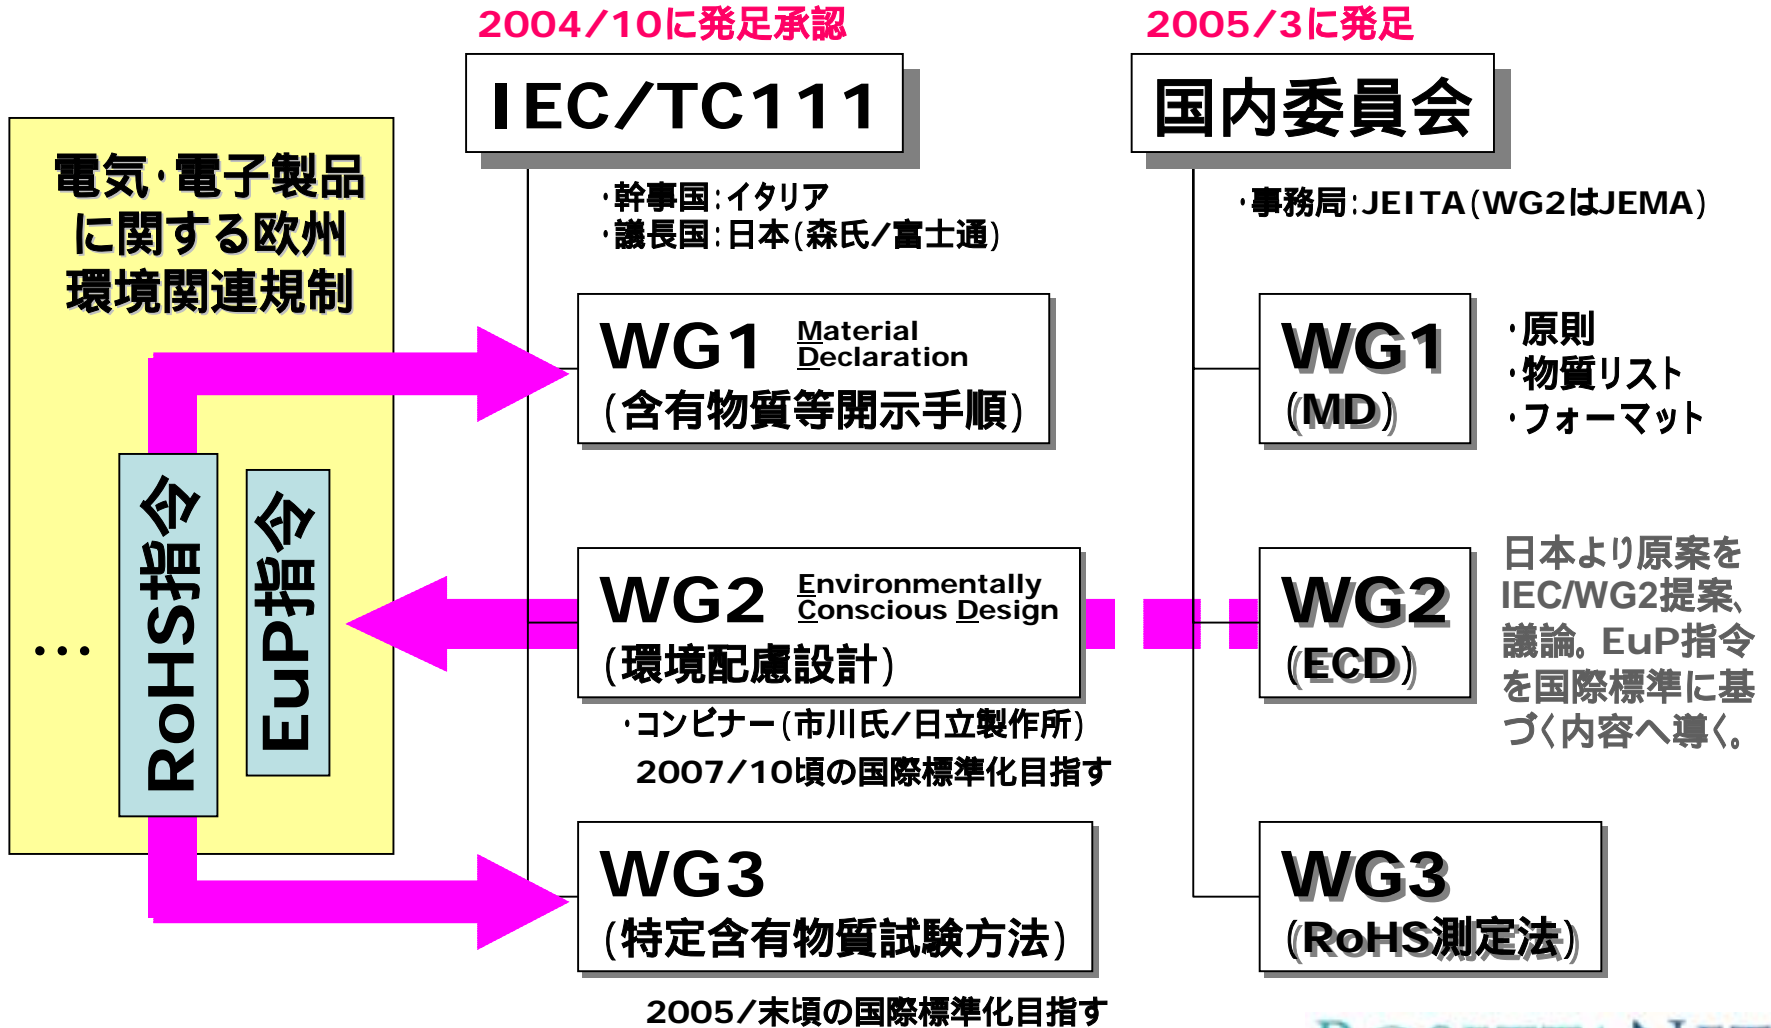 2004/10に発足承認
2005/3に発足
IEC/TC111
国内委員会
電気・電子製品
に関する欧州
環境関連規制
・幹事国:イタリア
・議長国:日本(森氏/富士通)
・事務局:JEITA(WG2はJEMA)
WG1 Material
Declaration
(含有物質等開示手順)
WG1
(MD)
・原則
・物質リスト
・フォーマット
…
RoHS指令
EuP指令
WG2 Environmentally
Conscious Design
(環境配慮設計)
・コンビナー(市川氏/日立製作所)
2007/10頃の国際標準化目指す
WG2
(ECD)
日本より原案を
IEC/WG2提案、
議論。EuP指令
を国際標準に基
づく内容へ導く。
WG3
(特定含有物質試験方法)
2005/末頃の国際標準化目指す
WG3
(RoHS測定法)